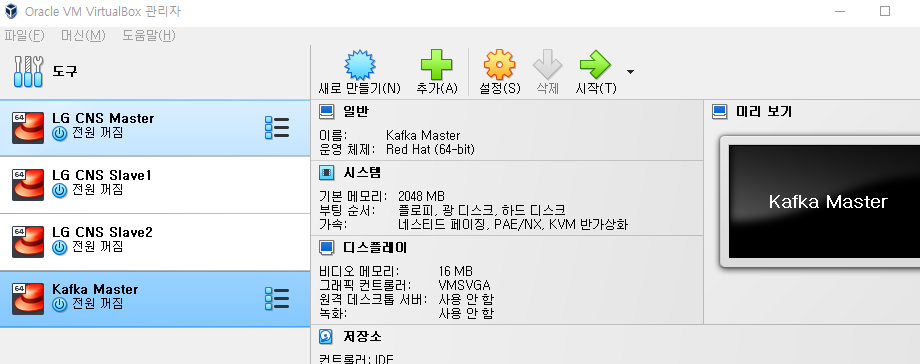 Oracle VM VirtualBox 관리자
파일(F) 머신(M) 도움말(H)
도구
새로 만들기(N) 추가(A) 설정(S) 삭제 시작(T)
64
LG CNS Master
전원 꺼짐
64
LG CNS Slave1
전원 꺼짐
64
LG CNS Slave2
전원 꺼짐
64
Kafka Master
전원 꺼짐
일반
이름: Kafka Master
운영 체제: Red Hat (64-bit)
시스템
기본 메모리: 2048 MB
부팅 순서: 플로피, 광 디스크, 하드 디스크
가속: 네스티드 페이징, PAE/NX, KVM 반가상화
디스플레이
비디오 메모리: 16 MB
그래픽 컨트롤러: VMSVGA
원격 데스크톱 서버: 사용 안 함
녹화: 사용 안 함
저장소
컨트롤러: IDE
미리 보기
Kafka Master